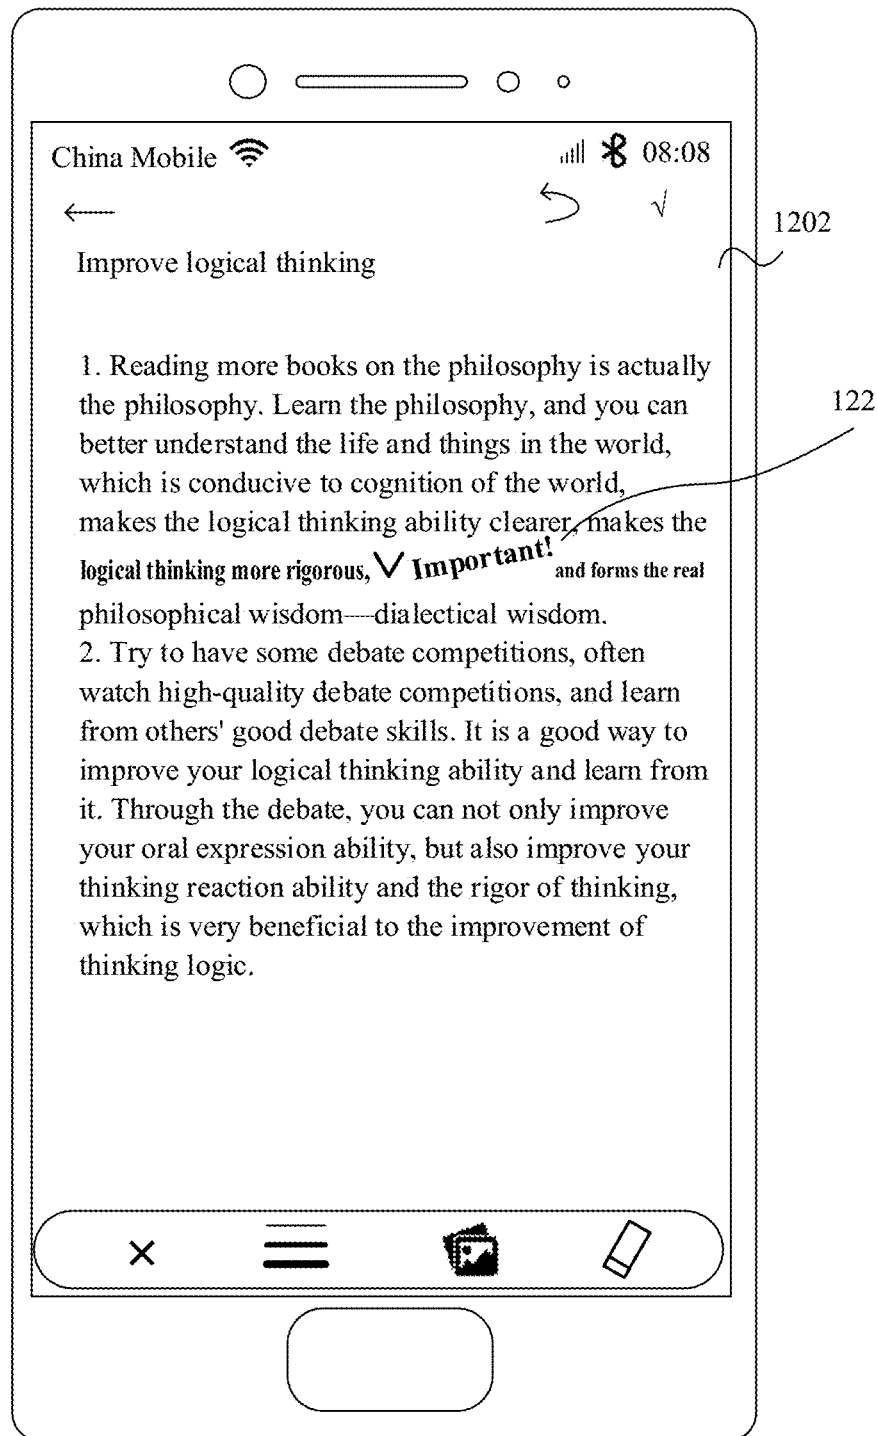 China Mobile 08:08
√
1202
Improve logical thinking
1. Reading more books on the philosophy is actually
the philosophy. Learn the philosophy, and you can
122
better understand the life and things in the world,
which is conducive to cognition of the world,
makes the logical thinking ability clearer, makes the
logical thinking more rigorous, ✓ Important! and forms the real
philosophical wisdom—dialectical wisdom.
2. Try to have some debate competitions, often
watch high-quality debate competitions, and learn
from others' good debate skills. It is a good way to
improve your logical thinking ability and learn from
it. Through the debate, you can not only improve
your oral expression ability, but also improve your
thinking reaction ability and the rigor of thinking,
which is very beneficial to the improvement of
thinking logic.